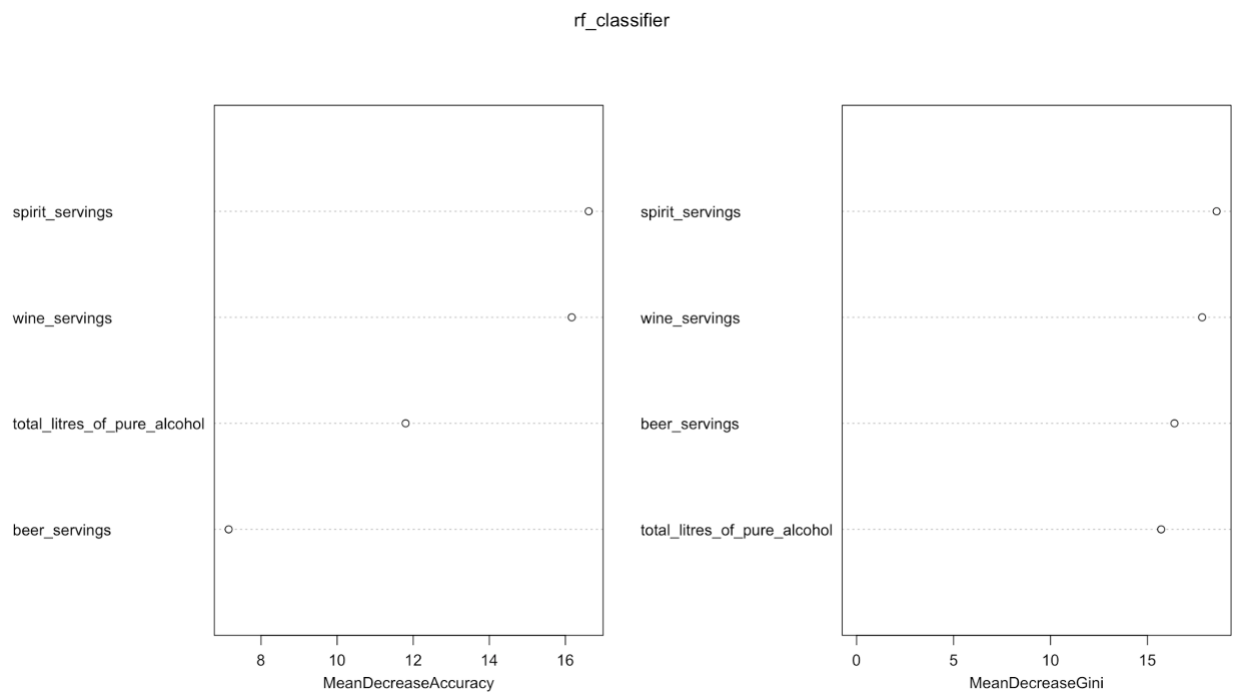 rf_classifier
spirit_servings
wine_servings
total_litres_of_pure_alcohol
beer_servings
8 10 12 14 16
MeanDecreaseAccuracy
spirit_servings
wine_servings
beer_servings
total_litres_of_pure_alcohol
0 5 10 15
MeanDecreaseGini